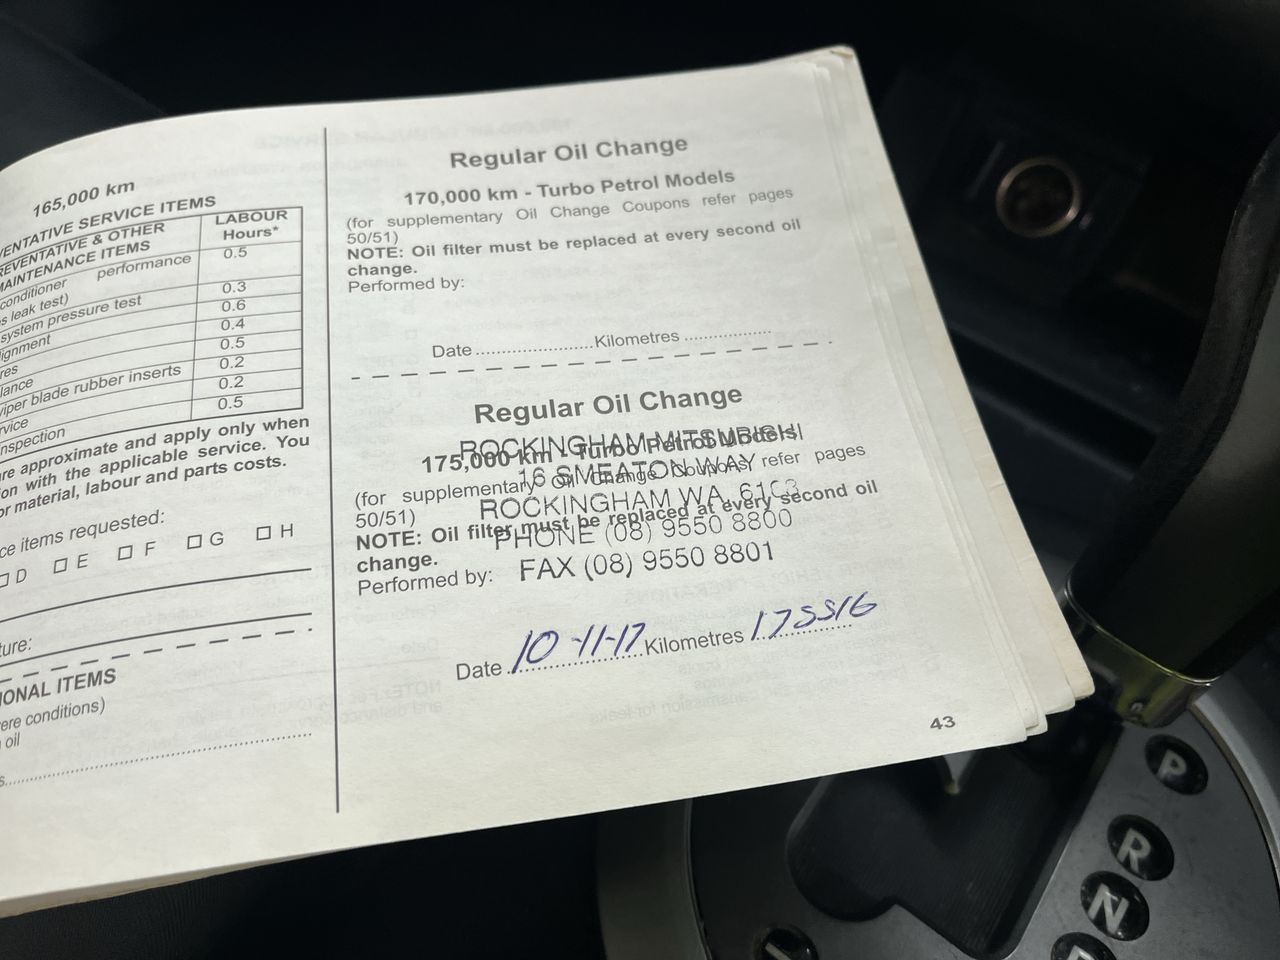 165,000 km
VENTATIVE SERVICE ITEMS
REVENTATIVE & OTHER
MAINTENANCE ITEMS
LABOUR
Hours*
conditioner performance
s leak test)
0.5
system pressure test
0.3
ignment
0.6
res
0.4
lance
0.5
viper blade rubber inserts
0.2
rvice
0.2
nspection
0.5
re approximate and apply only when
on with the applicable service. You
or material, labour and parts costs.
ce items requested:
D E F G H
ture:
IONAL ITEMS
ere conditions)
oil
s
Regular Oil Change
170,000 km - Turbo Petrol Models
(for supplementary Oil Change Coupons refer pages
50/51)
NOTE: Oil filter must be replaced at every second oil
change.
Performed by:
Date ........................Kilometres ..................
Regular Oil Change
175,000 km - Turbo Petrol Models
ROCKINGHAM MITSUBISHI
16 SMEATON WAY
(for supplementary Oil Change Coupons refer pages
50/51)
ROCKINGHAM WA
NOTE: Oil filter must be replaced at every second oil
change.
PHONE (08) 9550 8800
FAX (08) 9550 8801
Performed by:
Date 10-11-17 Kilometres 175516
43
P
R
N